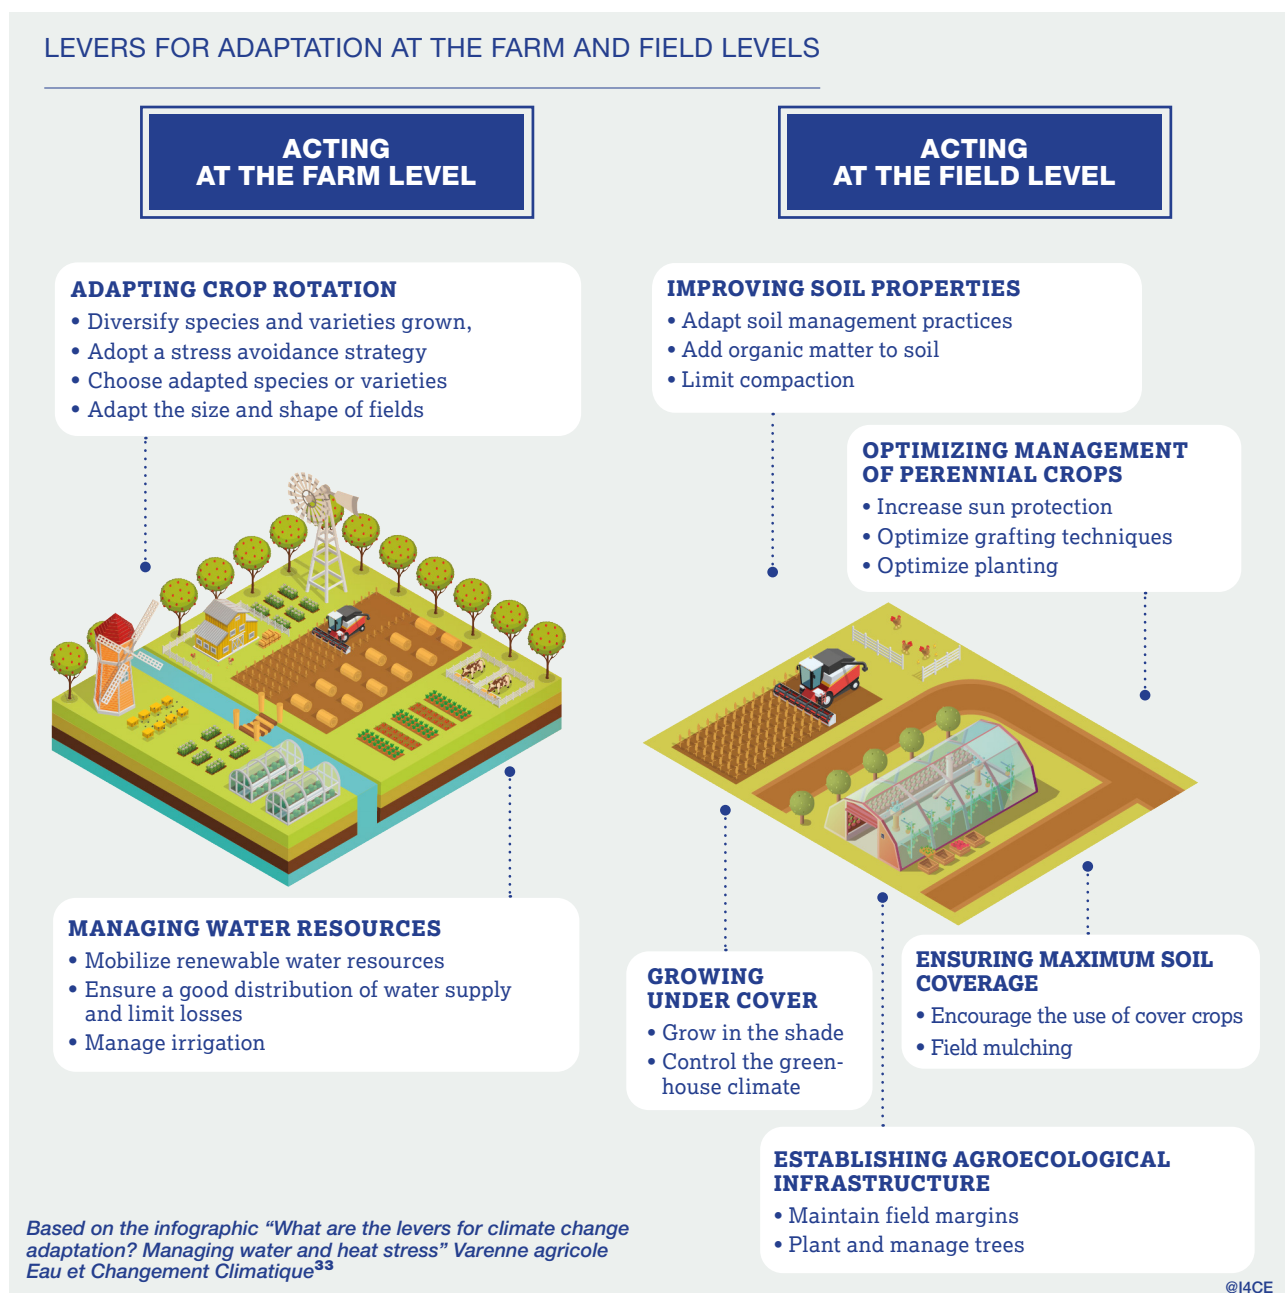 LEVERS FOR ADAPTATION AT THE FARM AND FIELD LEVELS
ACTING
AT THE FARM LEVEL
ADAPTING CROP ROTATION
• Diversify species and varieties grown,
• Adopt a stress avoidance strategy
• Choose adapted species or varieties
• Adapt the size and shape of fields
MANAGING WATER RESOURCES
• Mobilize renewable water resources
• Ensure a good distribution of water supply
and limit losses
• Manage irrigation
ACTING
AT THE FIELD LEVEL
IMPROVING SOIL PROPERTIES
• Adapt soil management practices
• Add organic matter to soil
• Limit compaction
OPTIMIZING MANAGEMENT
OF PERENNIAL CROPS
• Increase sun protection
• Optimize grafting techniques
• Optimize planting
GROWING
UNDER COVER
• Grow in the shade
• Control the green-
house climate
ENSURING MAXIMUM SOIL
COVERAGE
• Encourage the use of cover crops
• Field mulching
ESTABLISHING AGROECOLOGICAL
INFRASTRUCTURE
• Maintain field margins
• Plant and manage trees
Based on the infographic “What are the levers for climate change
adaptation? Managing water and heat stress” Varenne agricole
Eau et Changement Climatique33
@I4CE